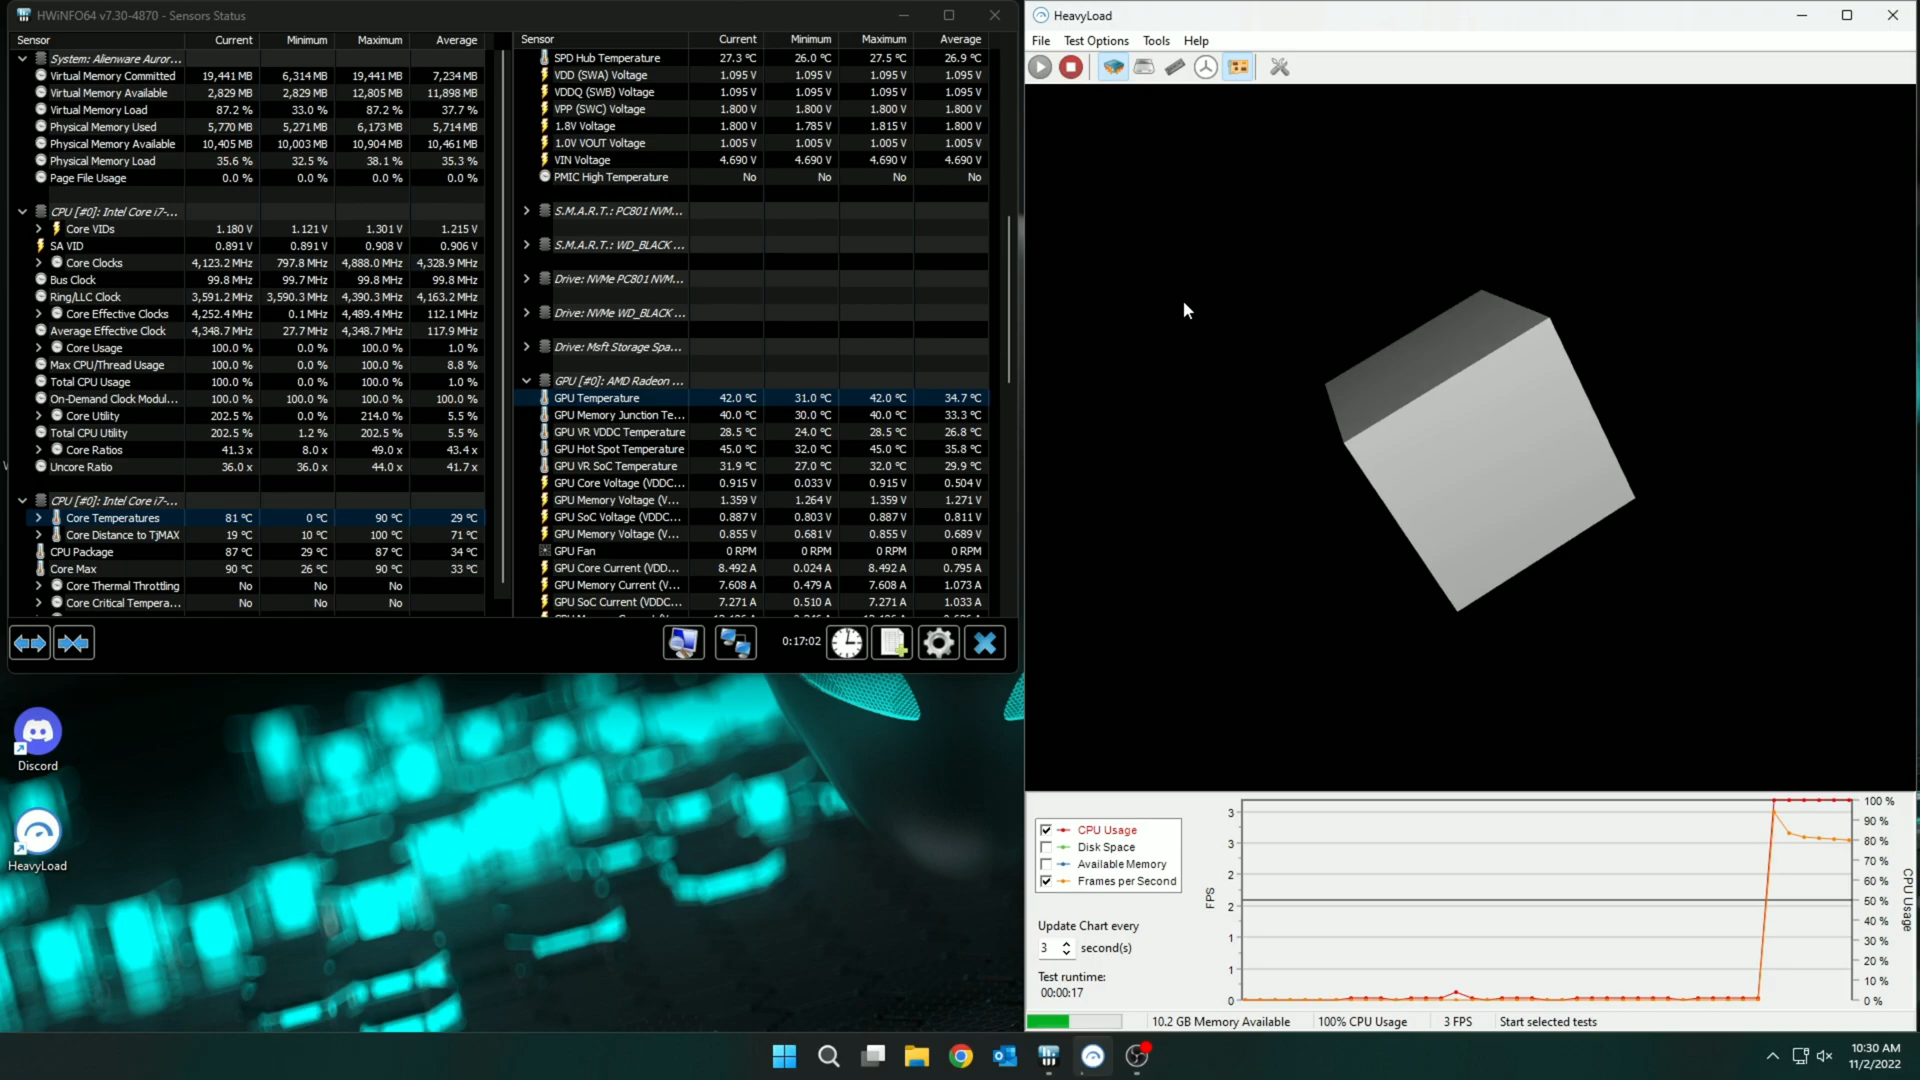 HWiNFO64 v7.30-4870 - Sensors Status
Sensor Current Minimum Maximum Average
System: Alienware Auror...
Virtual Memory Committed 19,441 MB 6,314 MB 19,441 MB 7,234 MB
Virtual Memory Available 2,829 MB 2,829 MB 12,805 MB 11,898 MB
Virtual Memory Load 87.2 % 33.0 % 87.2 % 37.7 %
Physical Memory Used 5,770 MB 5,271 MB 6,173 MB 5,714 MB
Physical Memory Available 10,405 MB 10,003 MB 10,904 MB 10,461 MB
Physical Memory Load 35.6 % 32.5 % 38.1 % 35.3 %
Page File Usage 0.0 % 0.0 % 0.0 % 0.0 %
CPU [#0]: Intel Core i7-...
Core VIDs 1.180 V 1.121 V 1.301 V 1.215 V
SA VID 0.891 V 0.891 V 0.908 V 0.906 V
Core Clocks 4,123.2 MHz 797.8 MHz 4,888.0 MHz 4,328.9 MHz
Bus Clock 99.8 MHz 99.7 MHz 99.8 MHz 99.8 MHz
Ring/LLC Clock 3,591.2 MHz 3,590.3 MHz 4,390.3 MHz 4,163.2 MHz
Core Effective Clocks 4,252.4 MHz 0.1 MHz 4,489.4 MHz 112.1 MHz
Average Effective Clock 4,348.7 MHz 27.7 MHz 4,348.7 MHz 117.9 MHz
Core Usage 100.0 % 0.0 % 100.0 % 1.0 %
Max CPU/Thread Usage 100.0 % 0.0 % 100.0 % 8.8 %
Total CPU Usage 100.0 % 0.0 % 100.0 % 1.0 %
On-Demand Clock Modul... 100.0 % 100.0 % 100.0 % 100.0 %
Core Utility 202.5 % 0.0 % 214.0 % 5.5 %
Total CPU Utility 202.5 % 1.2 % 202.5 % 5.5 %
Core Ratios 41.3 x 8.0 x 49.0 x 43.4 x
Uncore Ratio 36.0 x 36.0 x 44.0 x 41.7 x
CPU [#0]: Intel Core i7-...
Core Temperatures 81 °C 0 °C 90 °C 29 °C
Core Distance to TjMAX 19 °C 10 °C 100 °C 71 °C
CPU Package 87 °C 29 °C 87 °C 34 °C
Core Max 90 °C 26 °C 90 °C 33 °C
Core Thermal Throttling No No No
Core Critical Tempera... No No No
Sensor Current Minimum Maximum Average
SPD Hub Temperature 27.3 °C 26.0 °C 27.5 °C 26.9 °C
VDD (SWA) Voltage 1.095 V 1.095 V 1.095 V 1.095 V
VDDQ (SWB) Voltage 1.095 V 1.095 V 1.095 V 1.095 V
VPP (SWC) Voltage 1.800 V 1.800 V 1.800 V 1.800 V
1.8V Voltage 1.800 V 1.785 V 1.815 V 1.800 V
1.0V VOUT Voltage 1.005 V 1.005 V 1.005 V 1.005 V
VIN Voltage 4.690 V 4.690 V 4.690 V 4.690 V
PMIC High Temperature No No No No
S.M.A.R.T.: PC801 NVM...
S.M.A.R.T.: WD_BLACK ...
Drive: NVMe PC801 NVM...
Drive: NVMe WD_BLACK ...
Drive: Msft Storage Spa...
GPU [#0]: AMD Radeon ...
GPU Temperature 42.0 °C 31.0 °C 42.0 °C 34.7 °C
GPU Memory Junction Te... 40.0 °C 30.0 °C 40.0 °C 33.3 °C
GPU VR VDDC Temperature 28.5 °C 24.0 °C 28.5 °C 26.8 °C
GPU Hot Spot Temperature 45.0 °C 32.0 °C 45.0 °C 35.8 °C
GPU VR SoC Temperature 31.9 °C 27.0 °C 32.0 °C 29.9 °C
GPU Core Voltage (VDDC... 0.915 V 0.033 V 0.915 V 0.504 V
GPU Memory Voltage (V... 1.359 V 1.264 V 1.359 V 1.271 V
GPU SoC Voltage (VDDC... 0.887 V 0.803 V 0.887 V 0.811 V
GPU Memory Voltage (V... 0.855 V 0.681 V 0.855 V 0.689 V
GPU Fan 0 RPM 0 RPM 0 RPM 0 RPM
GPU Core Current (VDD... 8.492 A 0.024 A 8.492 A 0.795 A
GPU Memory Current (V... 7.608 A 0.479 A 7.608 A 1.073 A
GPU SoC Current (VDDC... 7.271 A 0.510 A 7.271 A 1.033 A
0:17:02
Discord
HeavyLoad
HeavyLoad
File Test Options Tools Help
CPU Usage
Disk Space
Available Memory
Frames per Second
Update Chart every
3 second(s)
Test runtime:
00:00:17
FPS
3
3
2
2
1
1
0
100 %
90 %
80 %
70 %
60 %
50 %
40 %
30 %
20 %
10 %
0 %
CPU Usage
10.2 GB Memory Available 100% CPU Usage 3 FPS Start selected tests
10:30 AM
11/2/2022